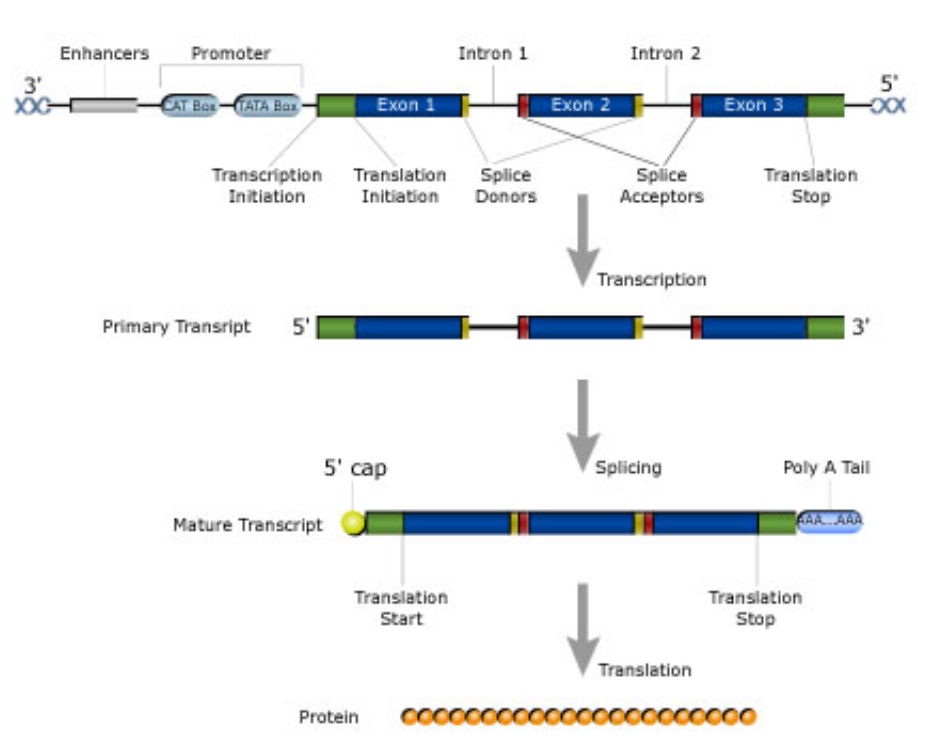 Enhancers Promoter Intron 1 Intron 2
3' 5'
CAT Box TATA Box Exon 1 Exon 2 Exon 3
Transcription Translation Splice Splice Translation
Initiation Initiation Donors Acceptors Stop
Transcription
Primary Transript 5' 3'
5' cap Splicing Poly A Tail
Mature Transcript AAA...AAA
Translation Translation
Start Stop
Translation
Protein